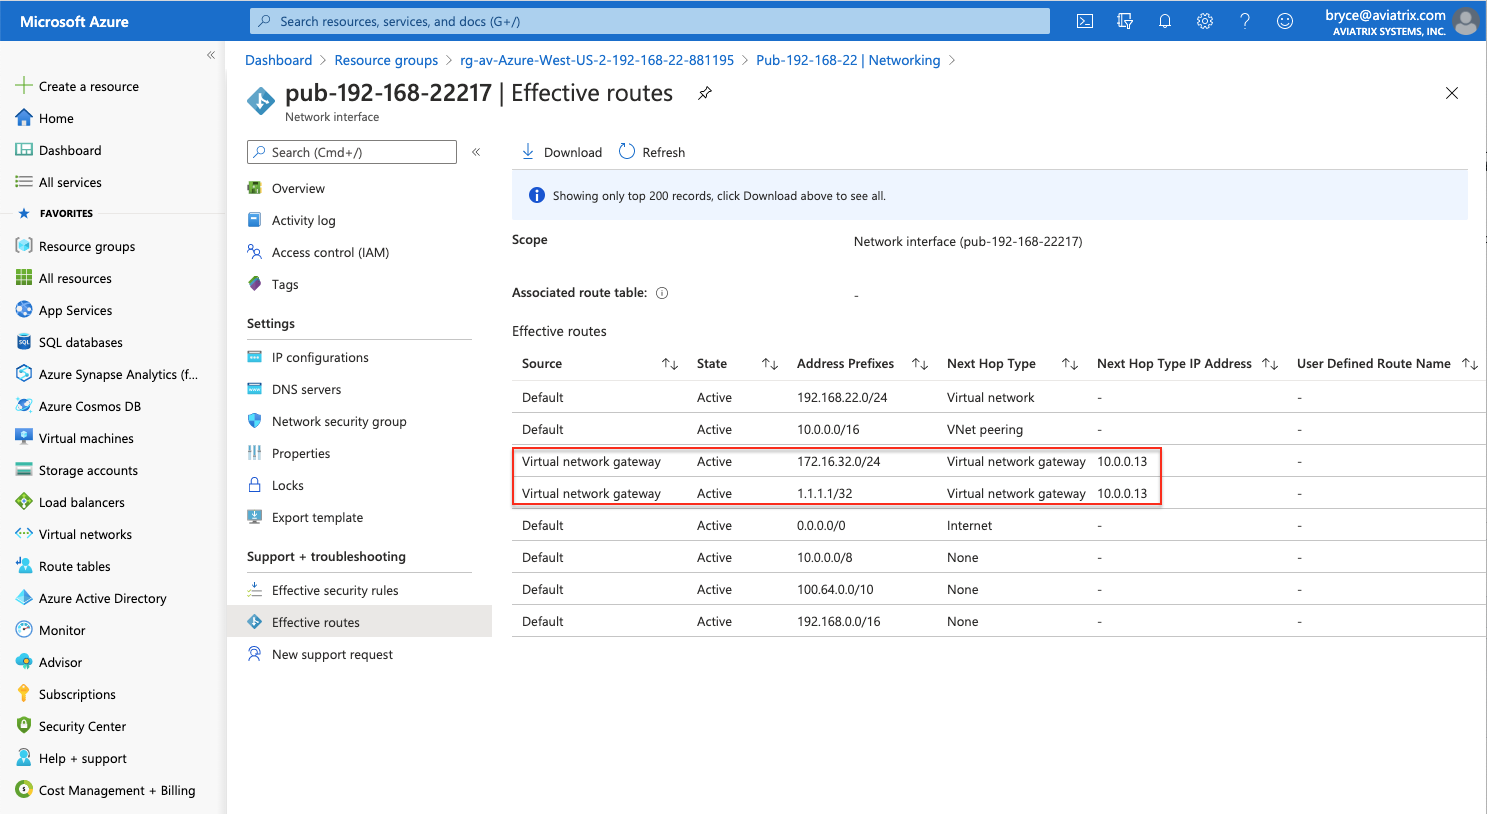 Microsoft Azure
Search resources, services, and docs (G+/)
bryce@aviatrix.com
AVIATRIX SYSTEMS, INC.
«
Create a resource
Home
Dashboard
All services
FAVORITES
Resource groups
All resources
App Services
SQL databases
Azure Synapse Analytics (f...
Azure Cosmos DB
Virtual machines
Storage accounts
Load balancers
Virtual networks
Route tables
Azure Active Directory
Monitor
Advisor
Subscriptions
Security Center
Help + support
Cost Management + Billing
Dashboard > Resource groups > rg-av-Azure-West-US-2-192-168-22-881195 > Pub-192-168-22 | Networking >
pub-192-168-22217 | Effective routes
Network interface
Search (Cmd+/)
«
Overview
Activity log
Access control (IAM)
Tags
Settings
IP configurations
DNS servers
Network security group
Properties
Locks
Export template
Support + troubleshooting
Effective security rules
Effective routes
New support request
Download Refresh
Showing only top 200 records, click Download above to see all.
Scope Network interface (pub-192-168-22217)
Associated route table: -
Effective routes
Source State Address Prefixes Next Hop Type Next Hop Type IP Address User Defined Route Name
Default Active 192.168.22.0/24 Virtual network - -
Default Active 10.0.0.0/16 VNet peering - -
Virtual network gateway Active 172.16.32.0/24 Virtual network gateway 10.0.0.13 -
Virtual network gateway Active 1.1.1.1/32 Virtual network gateway 10.0.0.13 -
Default Active 0.0.0.0/0 Internet - -
Default Active 10.0.0.0/8 None - -
Default Active 100.64.0.0/10 None - -
Default Active 192.168.0.0/16 None - -